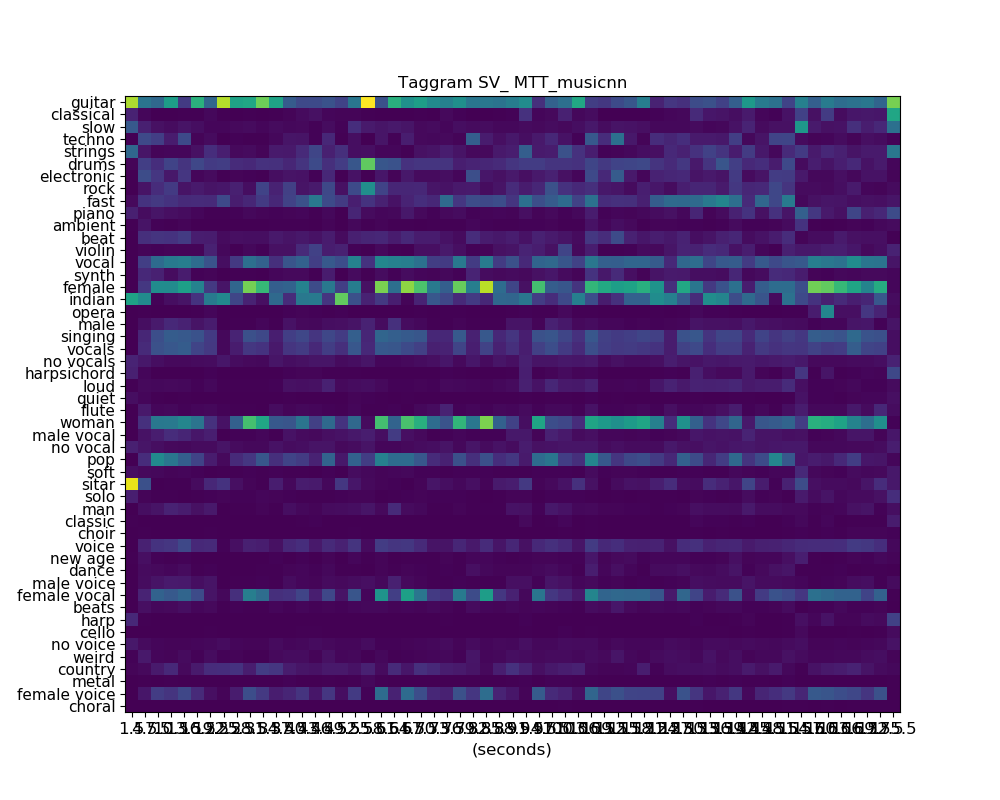 Taggram SV_ MTT_musicnn
guitar
classical
slow
techno
strings
drums
electronic
rock
fast
piano
ambient
beat
violin
vocal
synth
female
indian
opera
male
singing
vocals
no vocals
harpsichord
loud
quiet
flute
woman
male vocal
no vocal
pop
soft
sitar
solo
man
classic
choir
voice
new age
dance
male voice
female vocal
beats
harp
cello
no voice
weird
country
metal
female voice
choral
(seconds)